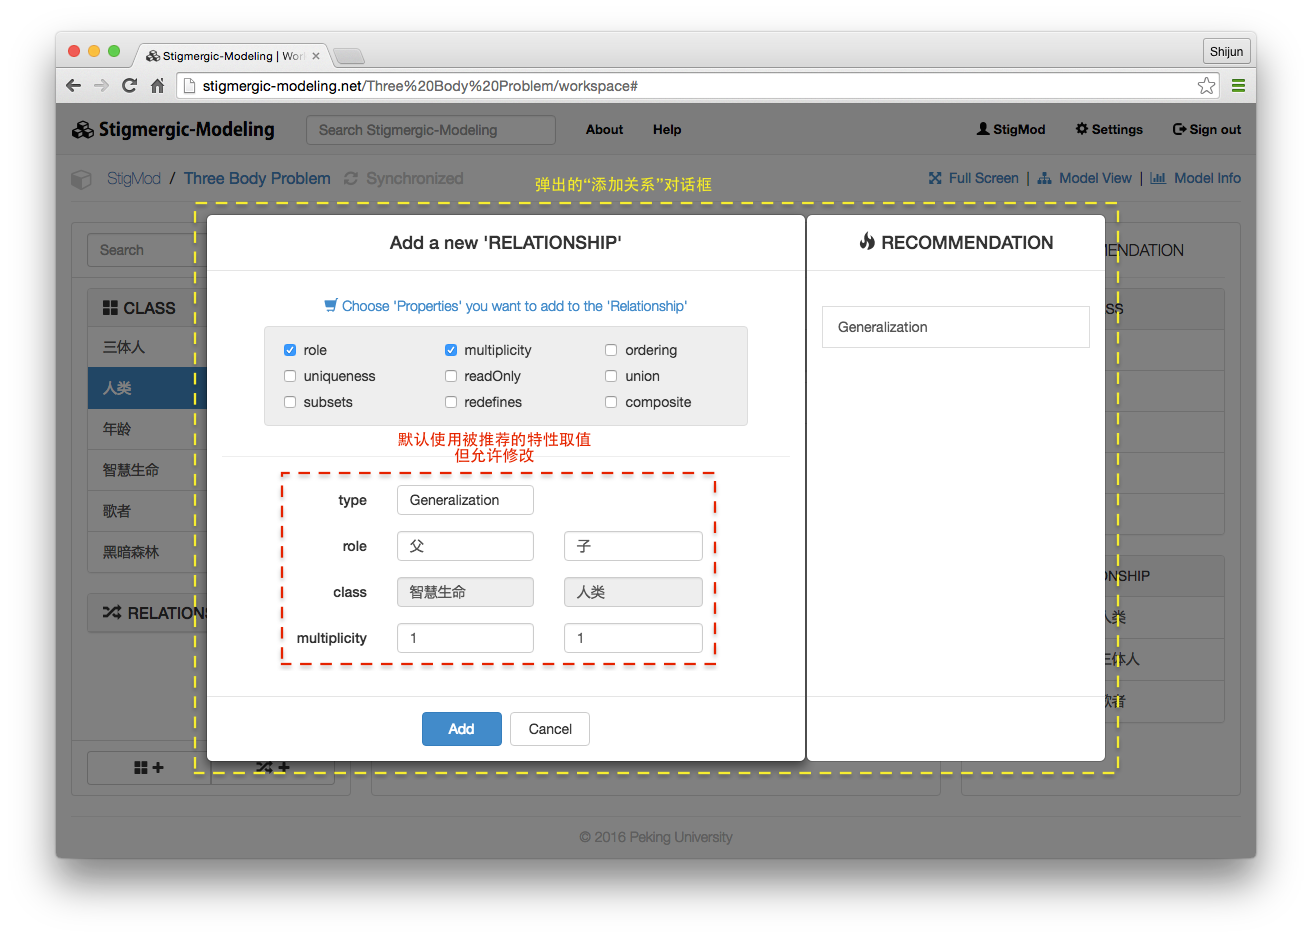 Stigmergic-Modeling | Wor
Shijun
stigmergic-modeling.net/Three%20Body%20Problem/workspace#
Stigmergic-Modeling
Search Stigmergic-Modeling
About
Help
StigMod
Settings
Sign out
StigMod / Three Body Problem
Synchronized
弹出的“添加关系”对话框
Full Screen | Model View | Model Info
Search
CLASS
三体人
人类
年龄
智慧生命
歌者
黑暗森林
RELATION
Add a new 'RELATIONSHIP'
Choose 'Properties' you want to add to the 'Relationship'
role
multiplicity
ordering
uniqueness
readOnly
union
subsets
redefines
composite
默认使用被推荐的特性取值
但允许修改
type
Generalization
role
父
子
class
智慧生命
人类
multiplicity
1
1
Add
Cancel
RECOMMENDATION
Generalization
ENDATION
SS
ONSHIP
人类
三体人
歌者
© 2016 Peking University